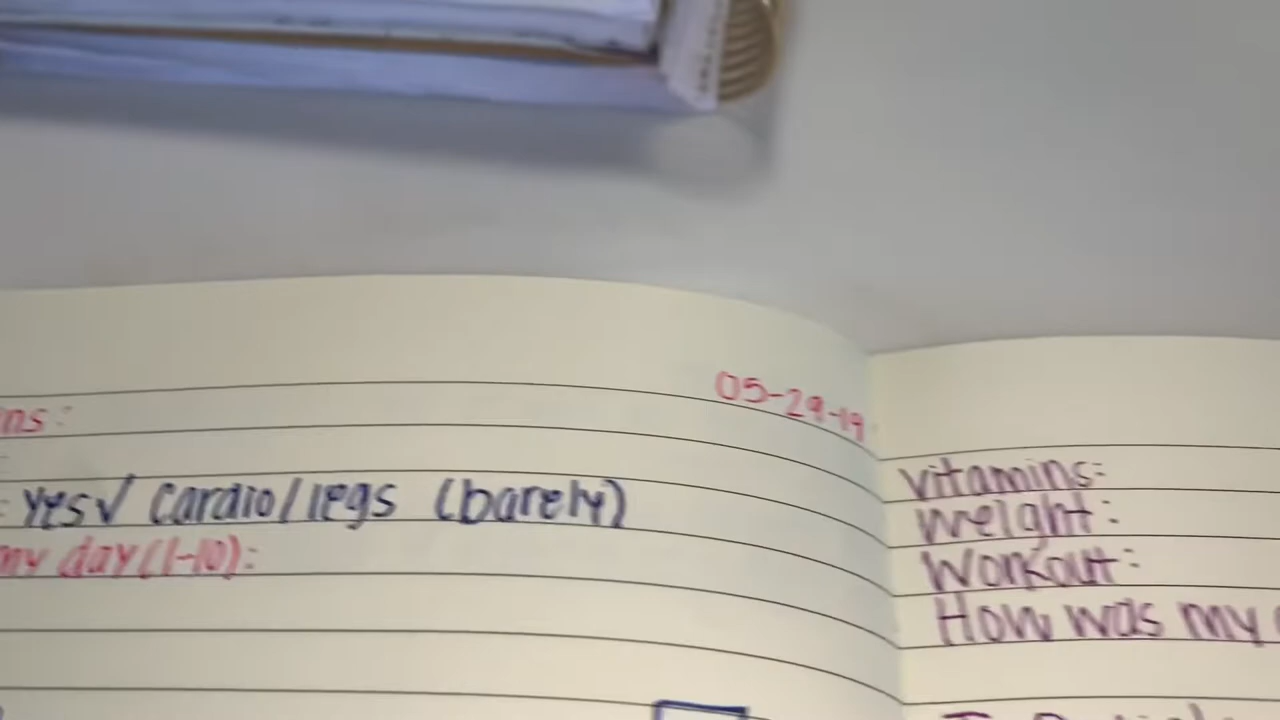 05-29-19
ns:
: yes√ cardio/legs (barely)
my day (1-10):
vitamins:
weight:
Workout:
How was my